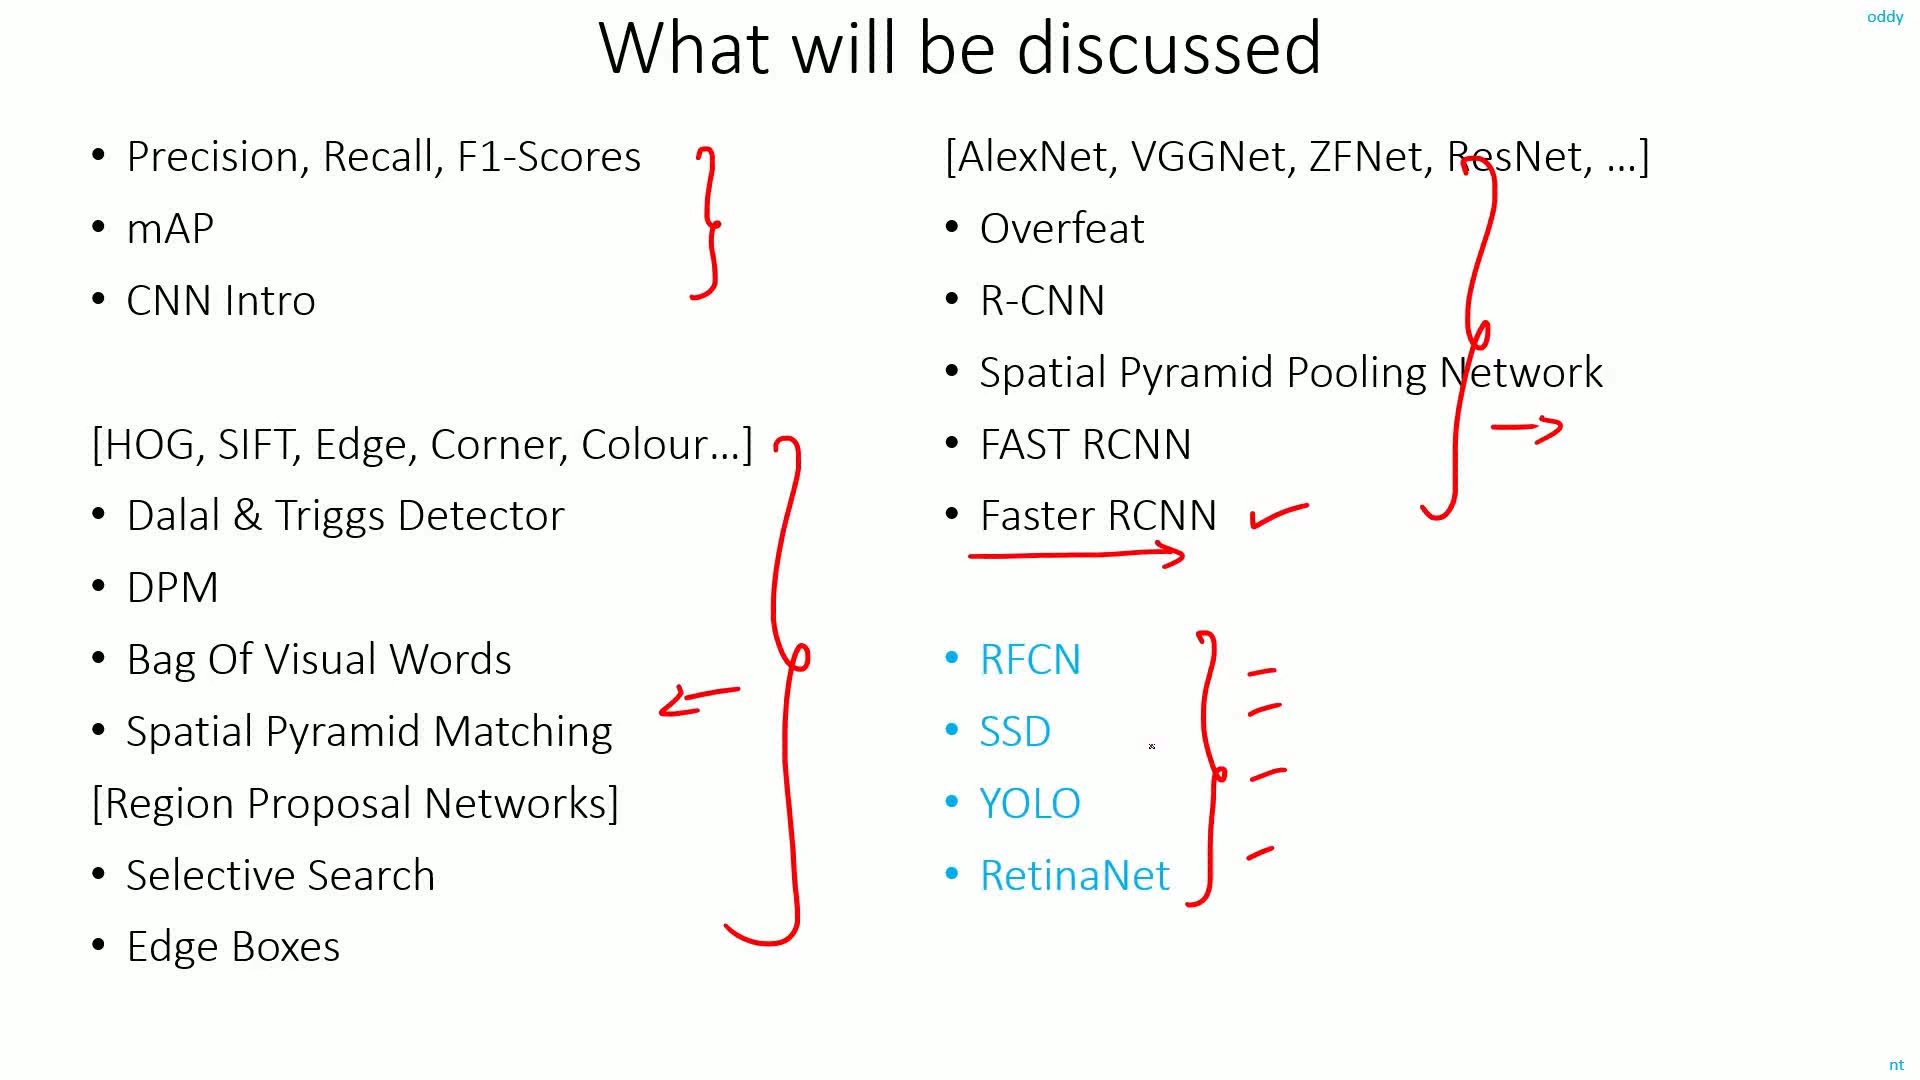 What will be discussed
oddy
• Precision, Recall, F1-Scores
• mAP
• CNN Intro
[HOG, SIFT, Edge, Corner, Colour...]
• Dalal & Triggs Detector
• DPM
• Bag Of Visual Words
• Spatial Pyramid Matching
[Region Proposal Networks]
• Selective Search
• Edge Boxes
[AlexNet, VGGNet, ZFNet, ResNet, ...]
• Overfeat
• R-CNN
• Spatial Pyramid Pooling Network
• FAST RCNN
• Faster RCNN
• RFCN
• SSD
• YOLO
• RetinaNet
nt